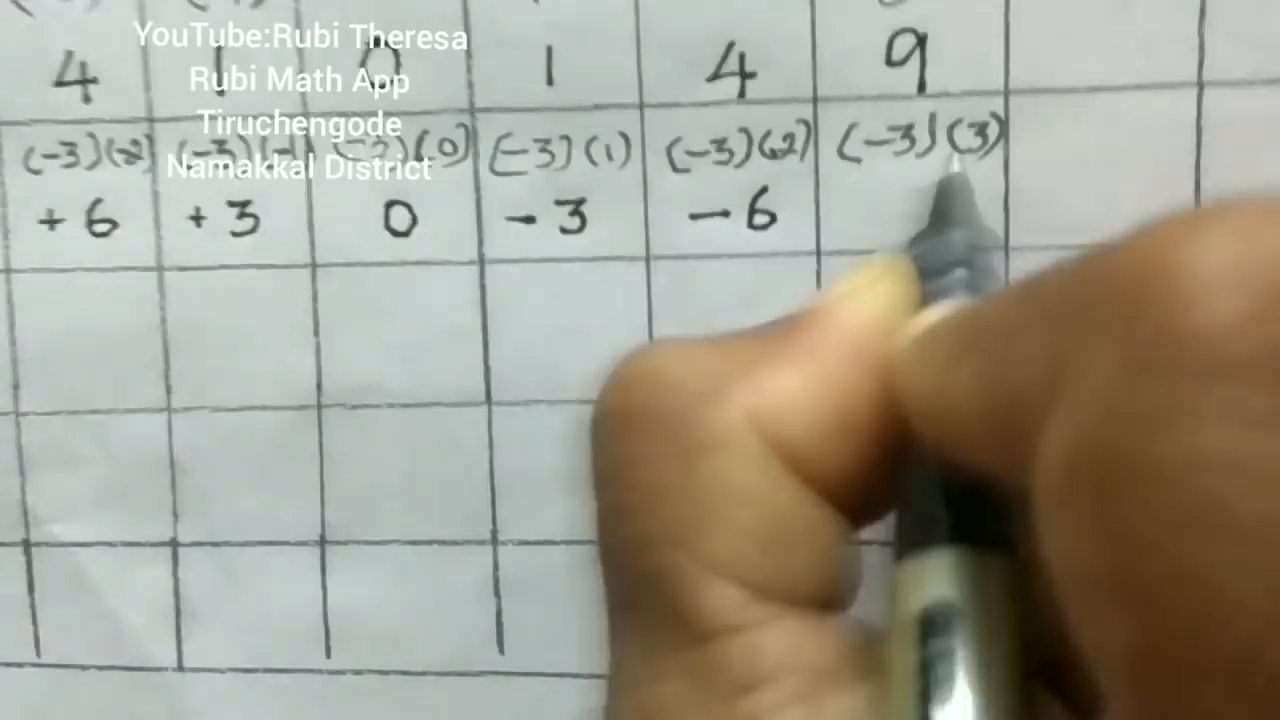 YouTube:Rubi Theresa
Rubi Math App
Tiruchengode
Namakkal District
4 1 0 1 4 9
(-3)(-2) (-3)(-1) (-3)(0) (-3)(1) (-3)(2) (-3)(3)
+6 +3 0 -3 -6